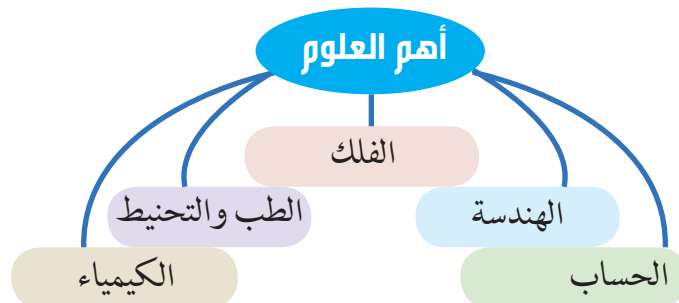 أهم العلوم
الفلك
الهندسة
الطب والتحنيط
الحساب
الكيمياء